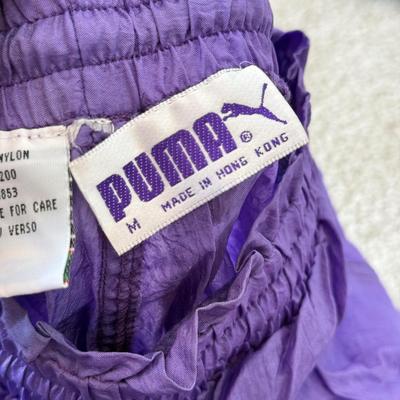 PUMA®
M MADE IN HONG KONG
NYLON
200
853
E FOR CARE
VERSO